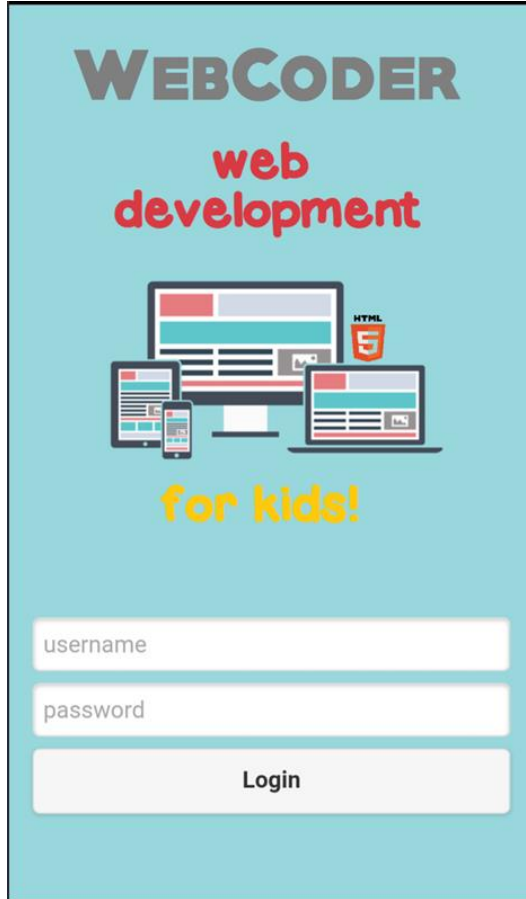 WEBCODER
web
development
HTML
5
for kids!
username
password
Login